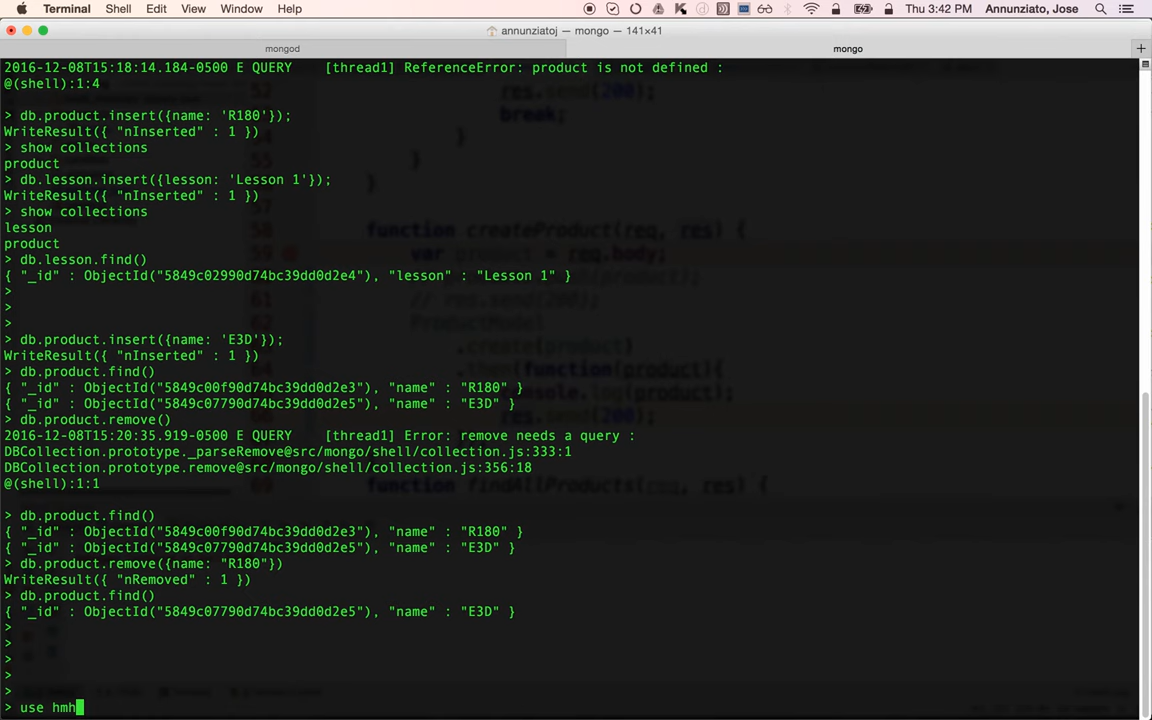 Terminal Shell Edit View Window Help Thu 3:42 PM Annunziato, Jose
annunziatoj — mongo — 141×41
mongod mongo
2016-12-08T15:18:14.184-0500 E QUERY    [thread1] ReferenceError: product is not defined :
@(shell):1:4
> db.product.insert({name: 'R180'});
WriteResult({ "nInserted" : 1 })
> show collections
product
> db.lesson.insert({lesson: 'Lesson 1'});
WriteResult({ "nInserted" : 1 })
> show collections
lesson
product
> db.lesson.find()
{ "_id" : ObjectId("5849c02990d74bc39dd0d2e4"), "lesson" : "Lesson 1" }
>
>
>
> db.product.insert({name: 'E3D'});
WriteResult({ "nInserted" : 1 })
> db.product.find()
{ "_id" : ObjectId("5849c00f90d74bc39dd0d2e3"), "name" : "R180" }
{ "_id" : ObjectId("5849c07790d74bc39dd0d2e5"), "name" : "E3D" }
> db.product.remove()
2016-12-08T15:20:35.919-0500 E QUERY    [thread1] Error: remove needs a query :
DBCollection.prototype._parseRemove@src/mongo/shell/collection.js:333:1
DBCollection.prototype.remove@src/mongo/shell/collection.js:356:18
@(shell):1:1
> db.product.find()
{ "_id" : ObjectId("5849c00f90d74bc39dd0d2e3"), "name" : "R180" }
{ "_id" : ObjectId("5849c07790d74bc39dd0d2e5"), "name" : "E3D" }
> db.product.remove({name: "R180"})
WriteResult({ "nRemoved" : 1 })
> db.product.find()
{ "_id" : ObjectId("5849c07790d74bc39dd0d2e5"), "name" : "E3D" }
>
>
>
>
>
> use hmh